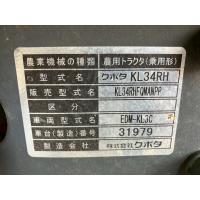 農業機械の種類 農用トラクタ(乗用形)
型式名 クボタ KL34RH
販売型式名 KL34RHFQMANPP
区分
車両型式名 EDM-KL3C
車台(製造)番号 31979
製造会社 株式会社クボタ